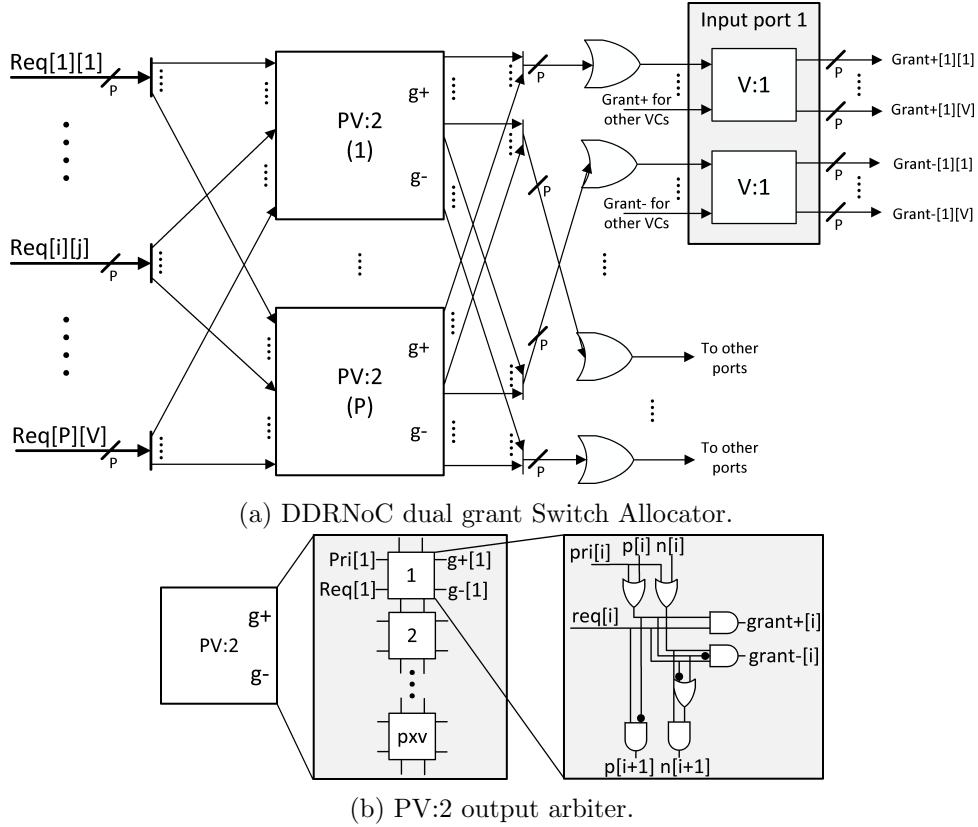 Input port 1
Req[1][1]
P
g+
PV:2
(1)
g-
P
Grant+ for
other VCs
V:1
P
Grant+[1][1]
P
Grant+[1][V]
P
Grant- for
other VCs
V:1
P
Grant-[1][1]
P
Grant-[1][V]
Req[i][j]
P
g+
PV:2
(P)
g-
P
To other
ports
Req[P][V]
P
P
To other
ports
(a) DDRNoC dual grant Switch Allocator.
g+
PV:2
g-
Pri[1]
1
g+[1]
Req[1]
g-[1]
2
pxv
p[i] n[i]
pri[i]
req[i]
grant+[i]
grant-[i]
p[i+1] n[i+1]
(b) PV:2 output arbiter.